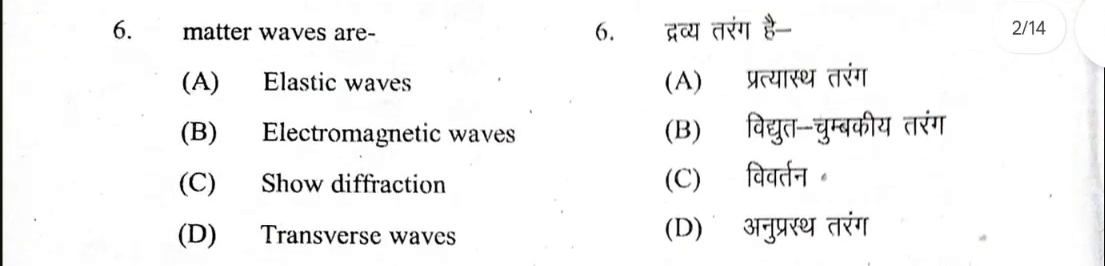 6. matter waves are-
(A) Elastic waves
(B) Electromagnetic waves
(C) Show diffraction
(D) Transverse waves
6. द्रव्य तरंग है–
(A) प्रत्यास्थ तरंग
(B) विद्युत–चुम्बकीय तरंग
(C) विवर्तन
(D) अनुप्रस्थ तरंग
2/14